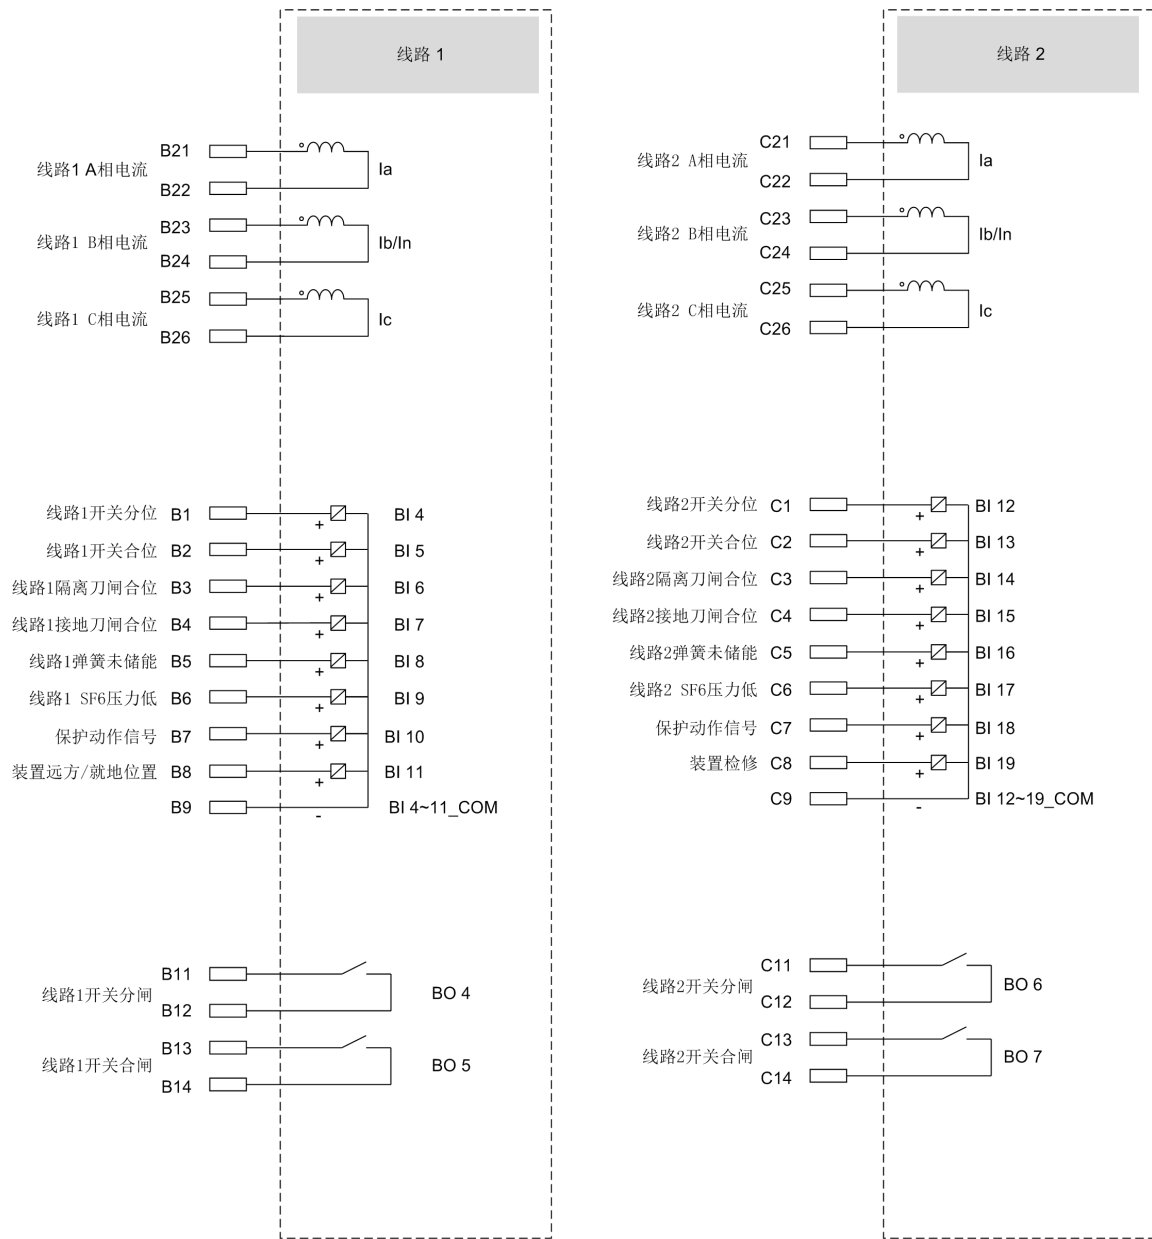 线路 1
B21
线路1 A相电流
Ia
B22
B23
线路1 B相电流
Ib/In
B24
B25
线路1 C相电流
Ic
B26
线路1开关分位 B1 + BI 4
线路1开关合位 B2 + BI 5
线路1隔离刀闸合位 B3 + BI 6
线路1接地刀闸合位 B4 + BI 7
线路1弹簧未储能 B5 + BI 8
线路1 SF6压力低 B6 + BI 9
保护动作信号 B7 + BI 10
装置远方/就地位置 B8 + BI 11
B9 - BI 4~11_COM
B11
线路1开关分闸
BO 4
B12
B13
线路1开关合闸
BO 5
B14
线路 2
C21
线路2 A相电流
Ia
C22
C23
线路2 B相电流
Ib/In
C24
C25
线路2 C相电流
Ic
C26
线路2开关分位 C1 + BI 12
线路2开关合位 C2 + BI 13
线路2隔离刀闸合位 C3 + BI 14
线路2接地刀闸合位 C4 + BI 15
线路2弹簧未储能 C5 + BI 16
线路2 SF6压力低 C6 + BI 17
保护动作信号 C7 + BI 18
装置检修 C8 + BI 19
C9 - BI 12~19_COM
C11
线路2开关分闸
BO 6
C12
C13
线路2开关合闸
BO 7
C14